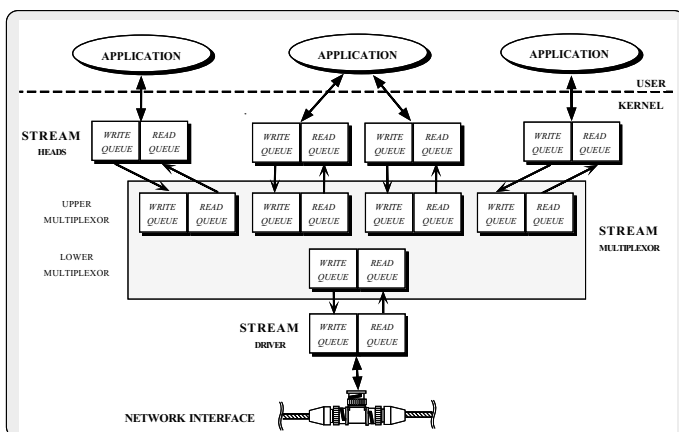 APPLICATION
APPLICATION
APPLICATION
USER
KERNEL
STREAM
HEADS
WRITE READ
QUEUE QUEUE
WRITE READ
QUEUE QUEUE
WRITE READ
QUEUE QUEUE
WRITE READ
QUEUE QUEUE
UPPER
MULTIPLEXOR
WRITE READ
QUEUE QUEUE
WRITE READ
QUEUE QUEUE
WRITE READ
QUEUE QUEUE
WRITE READ
QUEUE QUEUE
STREAM
MULTIPLEXOR
LOWER
MULTIPLEXOR
WRITE READ
QUEUE QUEUE
STREAM
DRIVER
WRITE READ
QUEUE QUEUE
NETWORK INTERFACE